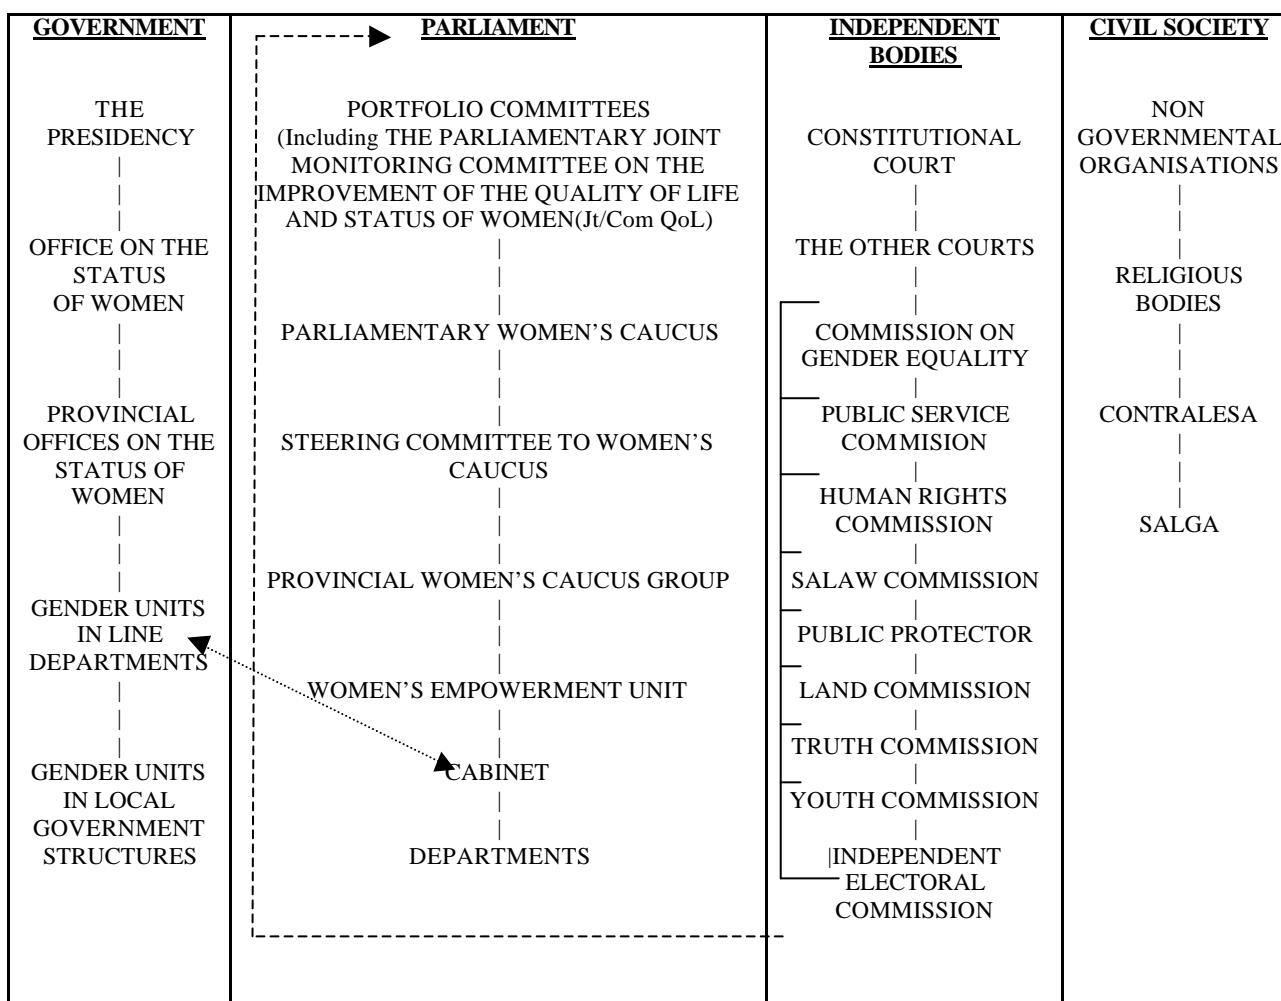 GOVERNMENT
THE
PRESIDENCY
OFFICE ON THE
STATUS
OF WOMEN
PROVINCIAL
OFFICES ON THE
STATUS OF
WOMEN
GENDER UNITS
IN LINE
DEPARTMENTS
GENDER UNITS
IN LOCAL
GOVERNMENT
STRUCTURES
PARLIAMENT
PORTFOLIO COMMITTEES
(Including THE PARLIAMENTARY JOINT
MONITORING COMMITTEE ON THE
IMPROVEMENT OF THE QUALITY OF LIFE
AND STATUS OF WOMEN(Jt/Com QoL)
PARLIAMENTARY WOMEN’S CAUCUS
STEERING COMMITTEE TO WOMEN’S
CAUCUS
PROVINCIAL WOMEN’S CAUCUS GROUP
WOMEN’S EMPOWERMENT UNIT
CABINET
DEPARTMENTS
INDEPENDENT
BODIES
CONSTITUTIONAL
COURT
THE OTHER COURTS
COMMISSION ON
GENDER EQUALITY
PUBLIC SERVICE
COMMISION
HUMAN RIGHTS
COMMISSION
SALAW COMMISSION
PUBLIC PROTECTOR
LAND COMMISSION
TRUTH COMMISSION
YOUTH COMMISSION
|INDEPENDENT
ELECTORAL
COMMISSION
CIVIL SOCIETY
NON
GOVERNMENTAL
ORGANISATIONS
RELIGIOUS
BODIES
CONTRALESA
SALGA